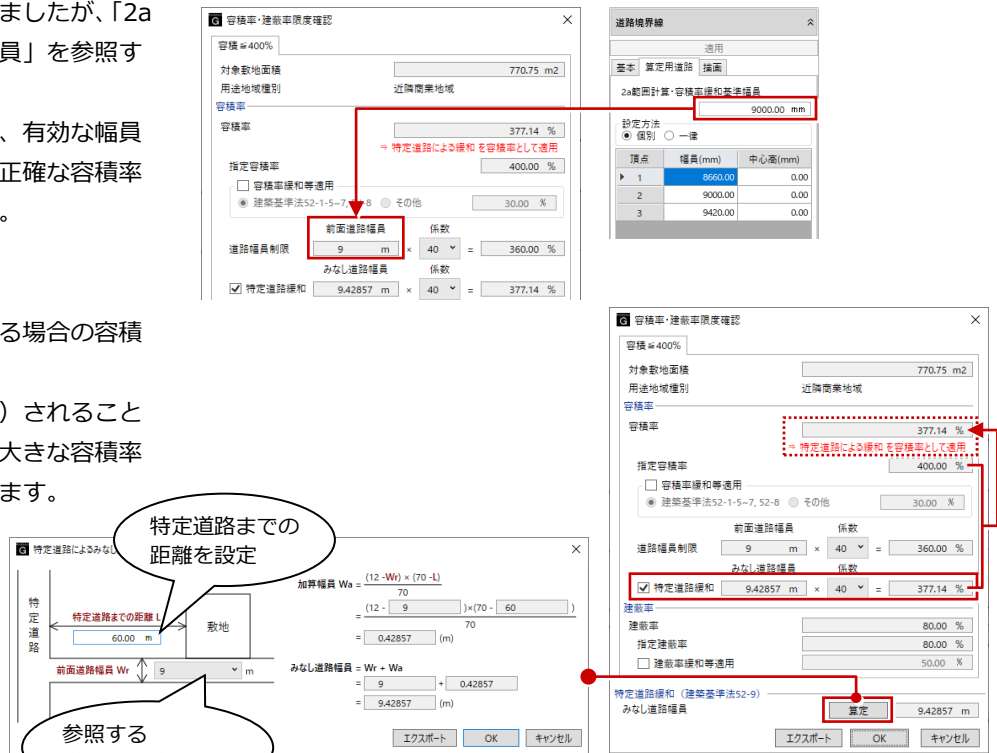 ましたが、「2a
員」を参照す
、有効な幅員
正確な容積率
。
る場合の容積
）されること
大きな容積率
ます。
G 容積率・建蔽率限度確認 ×
容積≦400%
対象敷地面積 770.75 m2
用途地域種別 近隣商業地域
容積率
容積率 377.14 %
⇒ 特定道路による緩和 を容積率として適用
指定容積率 400.00 %
容積率緩和等適用
建築基準法52-1-5~7, 52-8 その他 30.00 %
前面道路幅員 係数
道路幅員制限 9 m × 40 = 360.00 %
みなし道路幅員 係数
特定道路緩和 9.42857 m × 40 = 377.14 %
道路境界線
適用
基本 算定用道路 描画
2a範囲計算・容積率緩和基準幅員
9000.00 mm
設定方法
個別 一律
頂点 幅員(mm) 中心高(mm)
1 8660.00 0.00
2 9000.00 0.00
3 9420.00 0.00
G 容積率・建蔽率限度確認 ×
容積≦400%
対象敷地面積 770.75 m2
用途地域種別 近隣商業地域
容積率
容積率 377.14 %
⇒ 特定道路による緩和 を容積率として適用
指定容積率 400.00 %
容積率緩和等適用
建築基準法52-1-5~7, 52-8 その他 30.00 %
前面道路幅員 係数
道路幅員制限 9 m × 40 = 360.00 %
みなし道路幅員 係数
特定道路緩和 9.42857 m × 40 = 377.14 %
建蔽率
建蔽率 80.00 %
指定建蔽率 80.00 %
建蔽率緩和等適用 50.00 %
特定道路緩和（建築基準法52-9）
みなし道路幅員 算定 9.42857 m
エクスポート OK キャンセル
特定道路までの
距離を設定
G 特定道路によるみなし ×
特定道路
特定道路までの距離 L
60.00 m
敷地
前面道路幅員 Wr 9 m
参照する
加算幅員 Wa = (12 -Wr) × (70 -L)
70
= (12 - 9 )×(70 - 60 )
70
= 0.42857 (m)
みなし道路幅員 = Wr + Wa
= 9 + 0.42857
= 9.42857 (m)
エクスポート OK キャンセル